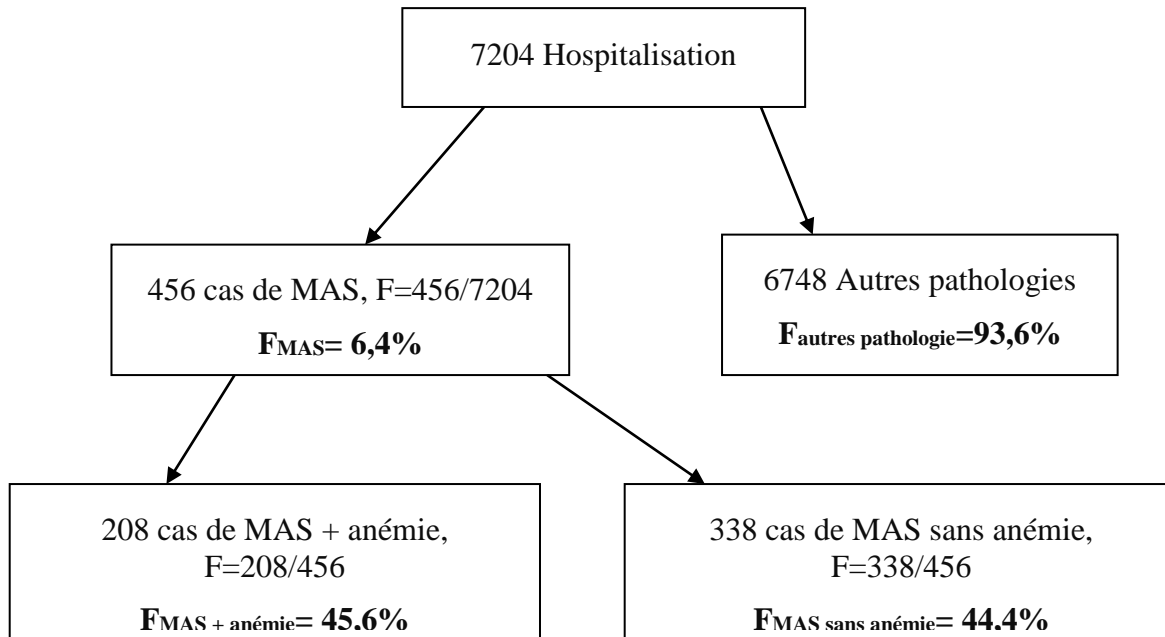 7204 Hospitalisation
456 cas de MAS, F=456/7204
FMAS= 6,4%
6748 Autres pathologies
Fautres pathologie=93,6%
208 cas de MAS + anémie,
F=208/456
FMAS + anémie= 45,6%
338 cas de MAS sans anémie,
F=338/456
FMAS sans anémie= 44,4%